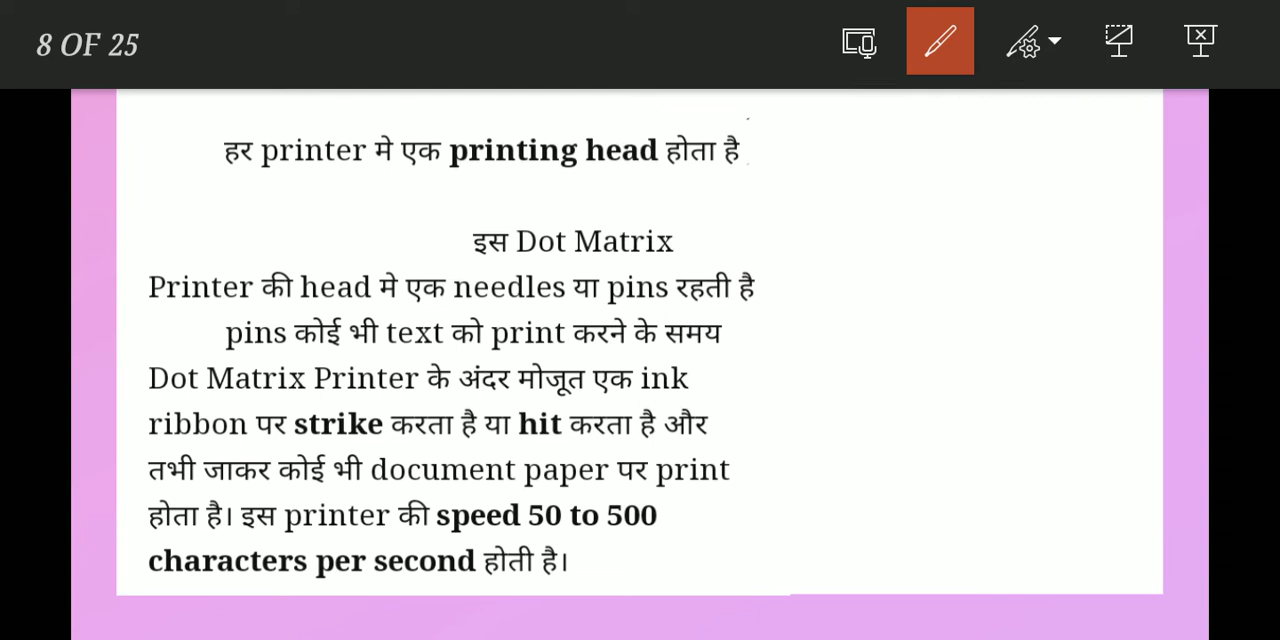 8 OF 25
हर printer मे एक printing head होता है
इस Dot Matrix
Printer की head मे एक needles या pins रहती है
pins कोई भी text को print करने के समय
Dot Matrix Printer के अंदर मोजूत एक ink
ribbon पर strike करता है या hit करता है और
तभी जाकर कोई भी document paper पर print
होता है। इस printer की speed 50 to 500
characters per second होती है।